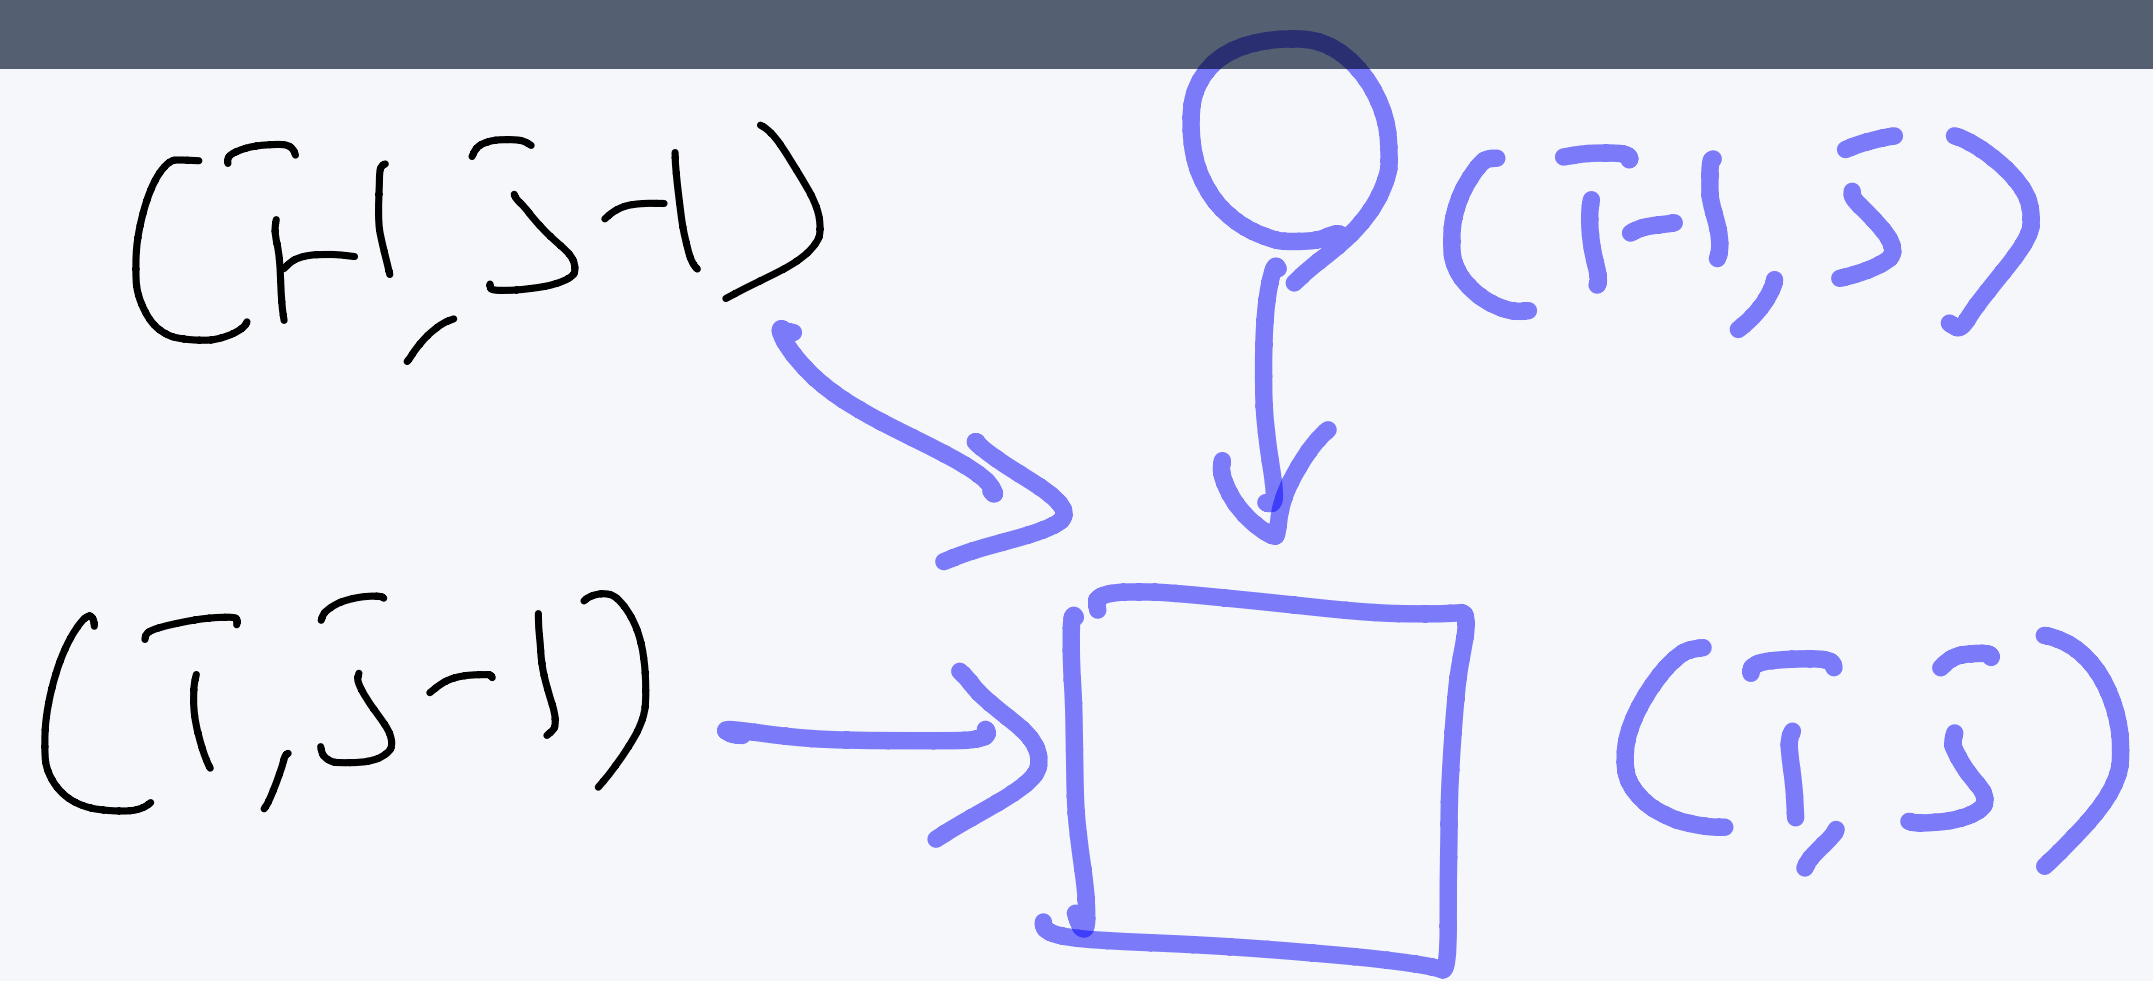 (i-1, j-1)
(i-1, j)
(i, j-1)
(i, j)